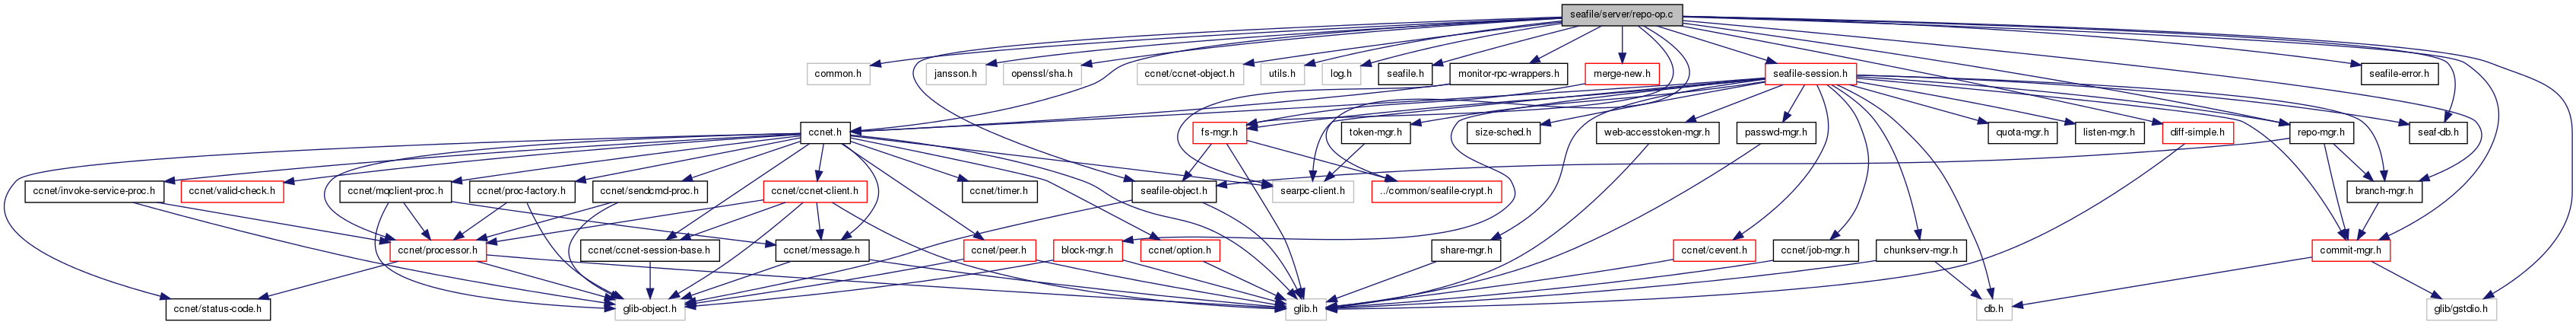 seafile/server/repo-op.c
common.h
jansson.h
openssl/sha.h
ccnet/ccnet-object.h
utils.h
log.h
seafile.h
monitor-rpc-wrappers.h
merge-new.h
seafile-session.h
seafile-error.h
ccnet.h
fs-mgr.h
token-mgr.h
size-sched.h
web-accesstoken-mgr.h
passwd-mgr.h
quota-mgr.h
listen-mgr.h
diff-simple.h
repo-mgr.h
seaf-db.h
ccnet/invoke-service-proc.h
ccnet/valid-check.h
ccnet/mqclient-proc.h
ccnet/proc-factory.h
ccnet/sendcmd-proc.h
ccnet/ccnet-client.h
ccnet/timer.h
seafile-object.h
searpc-client.h
../common/seafile-crypt.h
branch-mgr.h
ccnet/processor.h
ccnet/ccnet-session-base.h
ccnet/message.h
ccnet/peer.h
block-mgr.h
ccnet/option.h
share-mgr.h
ccnet/cevent.h
ccnet/job-mgr.h
chunkserv-mgr.h
commit-mgr.h
ccnet/status-code.h
glib-object.h
glib.h
db.h
glib/gstdio.h